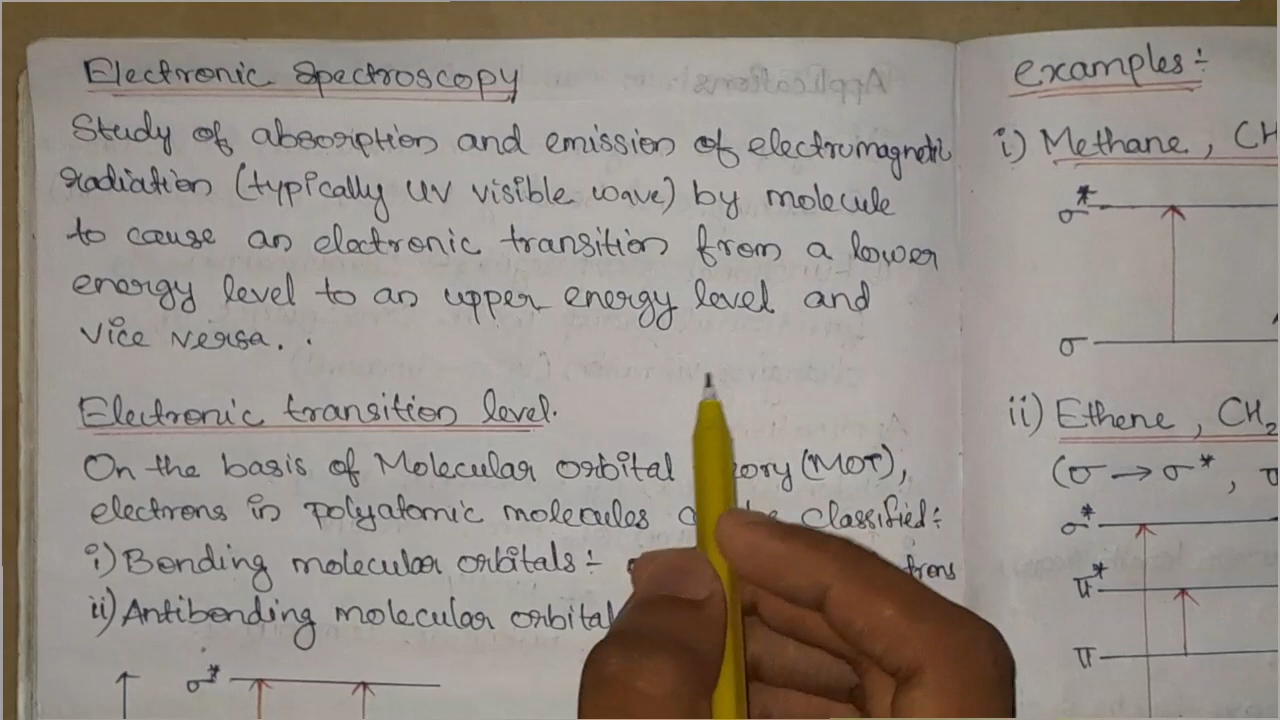 Electronic Spectroscopy
Study of absorption and emission of electromagnetic
radiation (typically UV visible wave) by molecule
to cause an electronic transition from a lower
energy level to an upper energy level and
vice versa.
Electronic transition level.
On the basis of Molecular orbital (MOT),
electrons in polyatomic molecules classified:-
i) Bonding molecular orbitals:-
ii) Antibonding molecular orbital
σ*
examples:-
i) Methane, CH
σ*
σ
ii) Ethene, CH2
(σ → σ*,
σ*
π*
π